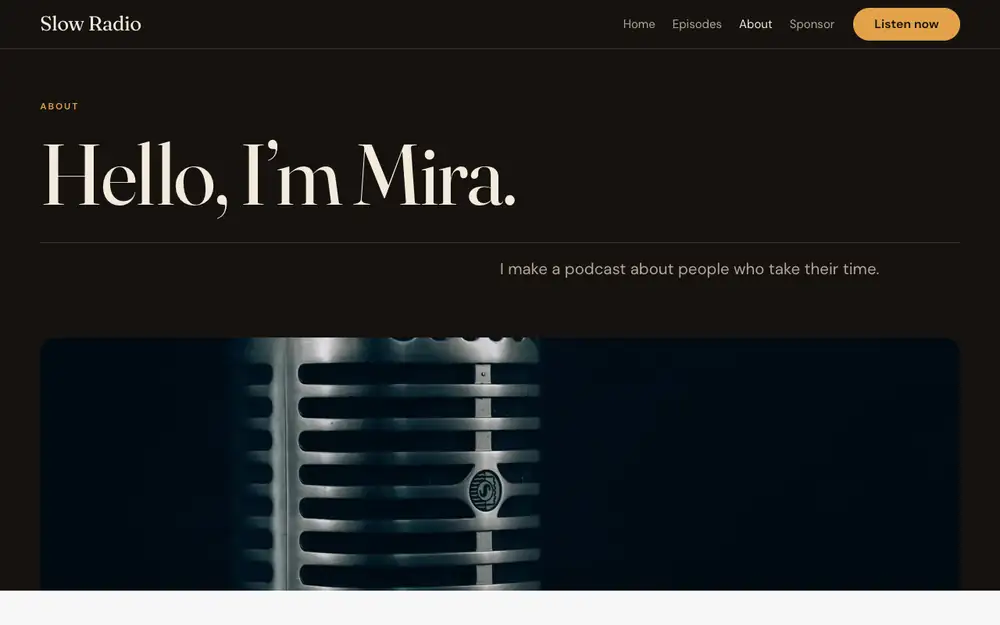 Slow Radio
Home Episodes About Sponsor Listen now
ABOUT
Hello, I’m Mira.
I make a podcast about people who take their time.